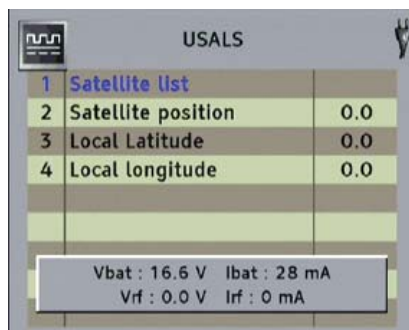 USALS
1 Satellite list
2 Satellite position 0.0
3 Local Latitude 0.0
4 Local longitude 0.0
Vbat : 16.6 V Ibat : 28 mA
Vrf : 0.0 V Irf : 0 mA